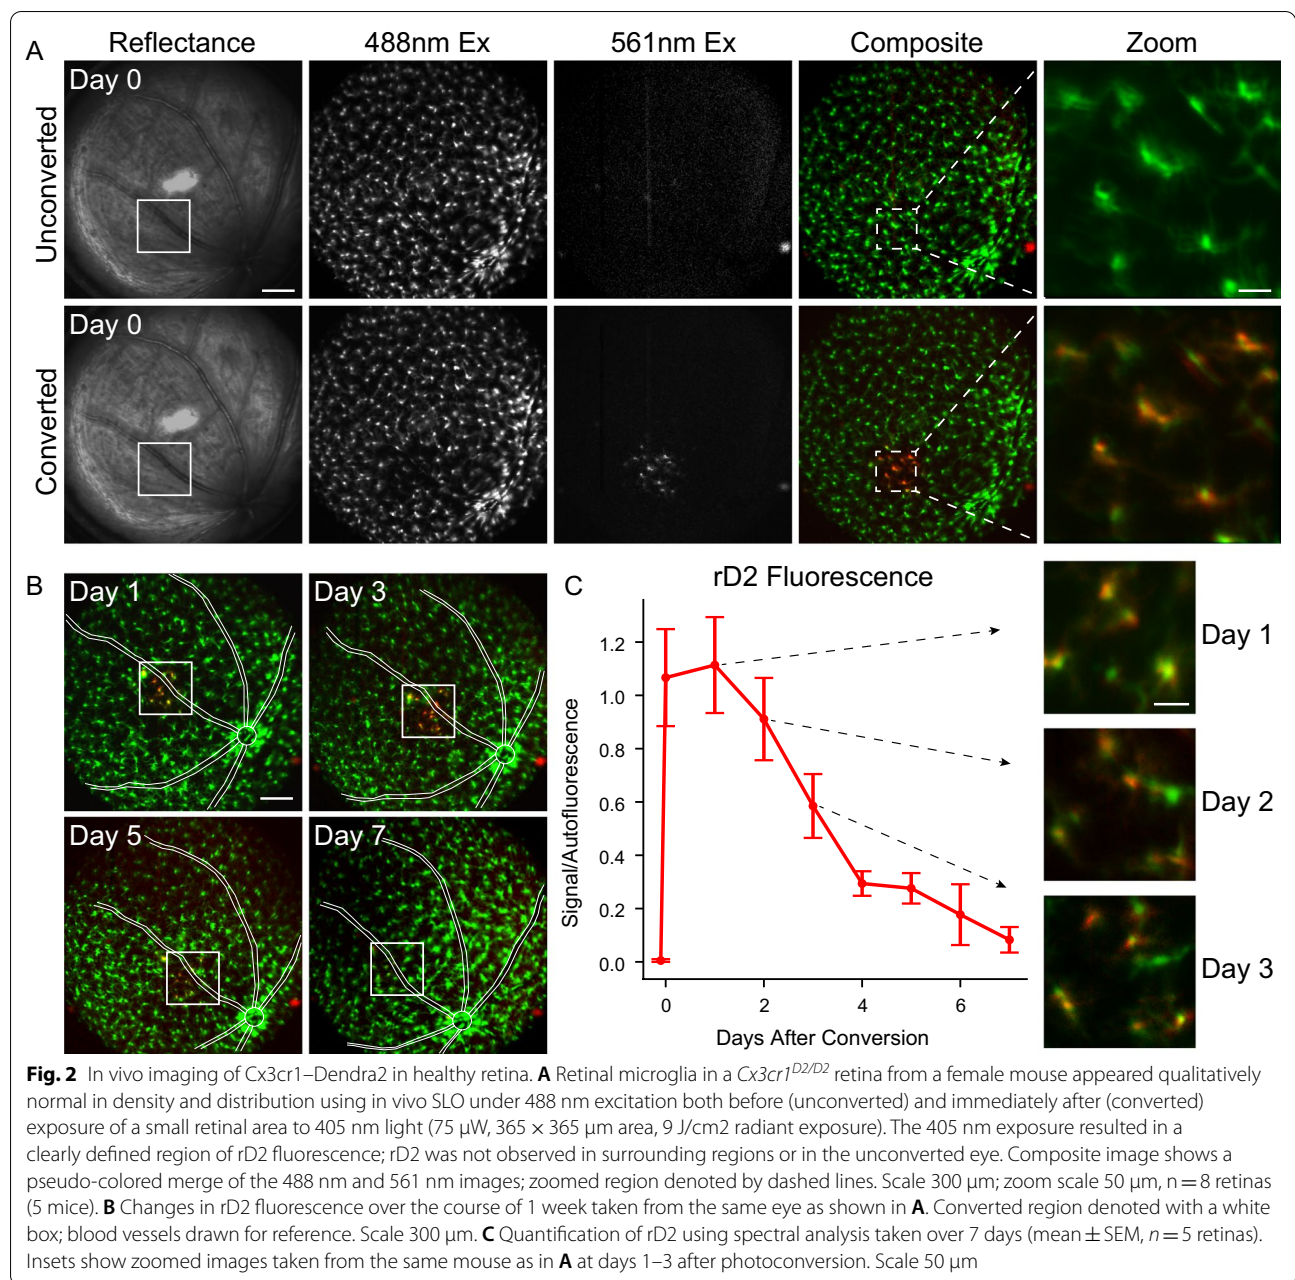 A
Reflectance
488nm Ex
561nm Ex
Composite
Zoom
Unconverted
Day 0
Converted
Day 0
B
Day 1
Day 3
Day 5
Day 7
C
rD2 Fluorescence
Signal/Autofluorescence
1.2
1.0
0.8
0.6
0.4
0.2
0.0
0
2
4
6
Days After Conversion
Day 1
Day 2
Day 3
Fig. 2 In vivo imaging of Cx3cr1–Dendra2 in healthy retina. A Retinal microglia in a Cx3cr1D2/D2 retina from a female mouse appeared qualitatively
normal in density and distribution using in vivo SLO under 488 nm excitation both before (unconverted) and immediately after (converted)
exposure of a small retinal area to 405 nm light (75 μW, 365 × 365 μm area, 9 J/cm2 radiant exposure). The 405 nm exposure resulted in a
clearly defined region of rD2 fluorescence; rD2 was not observed in surrounding regions or in the unconverted eye. Composite image shows a
pseudo-colored merge of the 488 nm and 561 nm images; zoomed region denoted by dashed lines. Scale 300 μm; zoom scale 50 μm, n = 8 retinas
(5 mice). B Changes in rD2 fluorescence over the course of 1 week taken from the same eye as shown in A. Converted region denoted with a white
box; blood vessels drawn for reference. Scale 300 μm. C Quantification of rD2 using spectral analysis taken over 7 days (mean ± SEM, n = 5 retinas).
Insets show zoomed images taken from the same mouse as in A at days 1–3 after photoconversion. Scale 50 μm